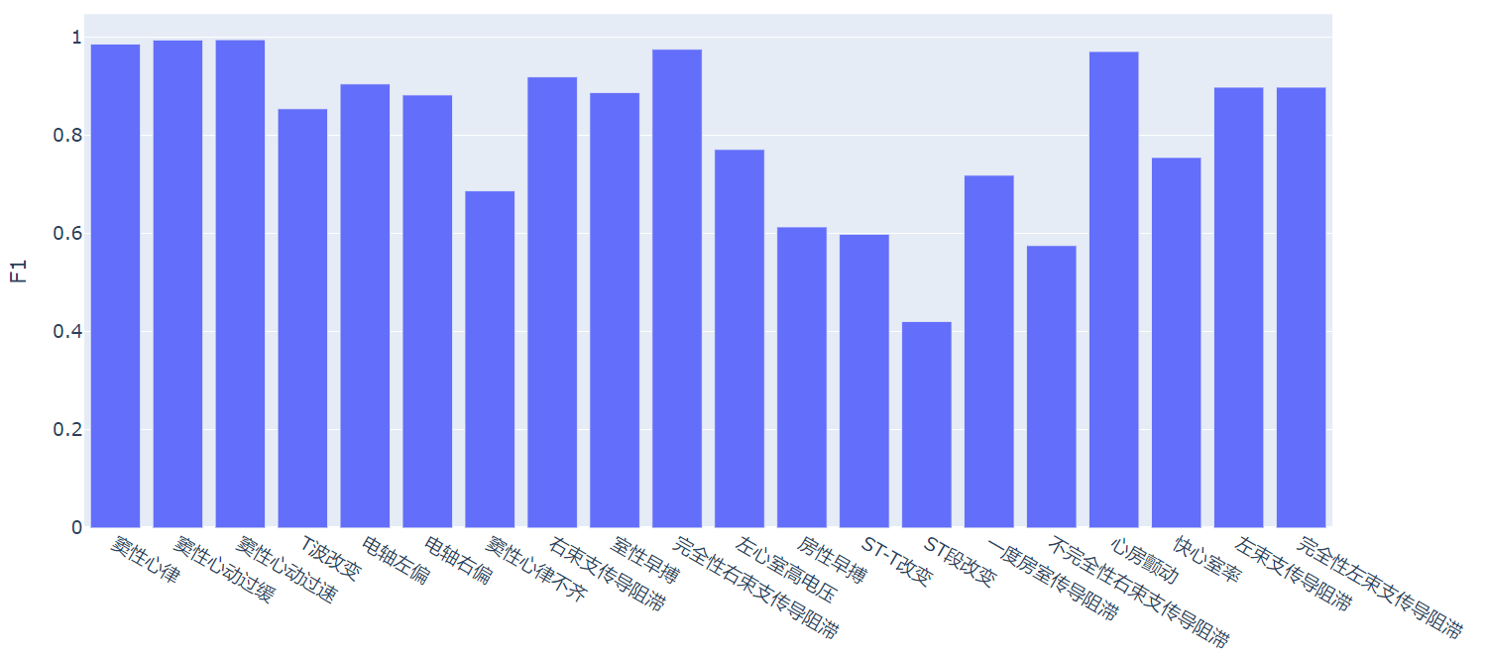 F1
1
0.8
0.6
0.4
0.2
0
窦性心律
窦性心动过缓
窦性心动过速
T波改变
电轴左偏
电轴右偏
窦性心律不齐
右束支传导阻滞
室性早搏
完全性右束支传导阻滞
左心室高电压
房性早搏
ST-T改变
ST段改变
一度房室传导阻滞
不完全性右束支传导阻滞
心房颤动
快心室率
左束支传导阻滞
完全性左束支传导阻滞